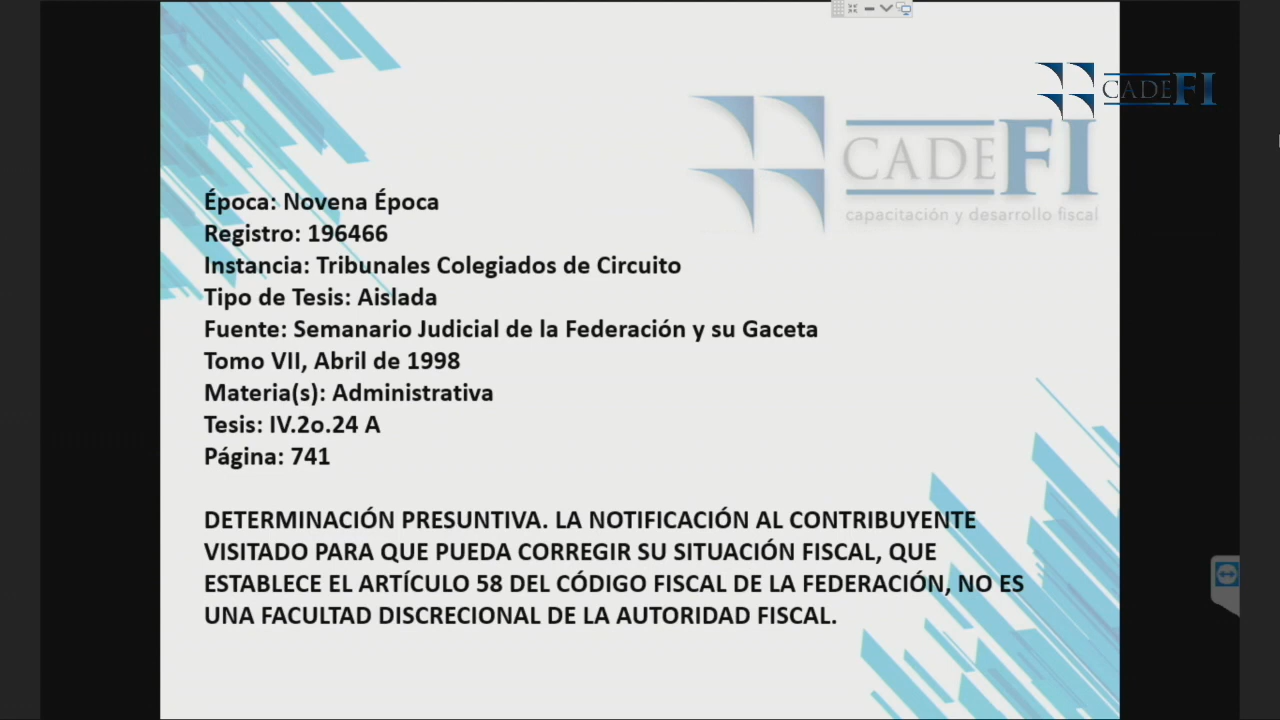 CADEFI
CADEFI
capacitación y desarrollo fiscal
Época: Novena Época
Registro: 196466
Instancia: Tribunales Colegiados de Circuito
Tipo de Tesis: Aislada
Fuente: Semanario Judicial de la Federación y su Gaceta
Tomo VII, Abril de 1998
Materia(s): Administrativa
Tesis: IV.2o.24 A
Página: 741
DETERMINACIÓN PRESUNTIVA. LA NOTIFICACIÓN AL CONTRIBUYENTE
VISITADO PARA QUE PUEDA CORREGIR SU SITUACIÓN FISCAL, QUE
ESTABLECE EL ARTÍCULO 58 DEL CÓDIGO FISCAL DE LA FEDERACIÓN, NO ES
UNA FACULTAD DISCRECIONAL DE LA AUTORIDAD FISCAL.